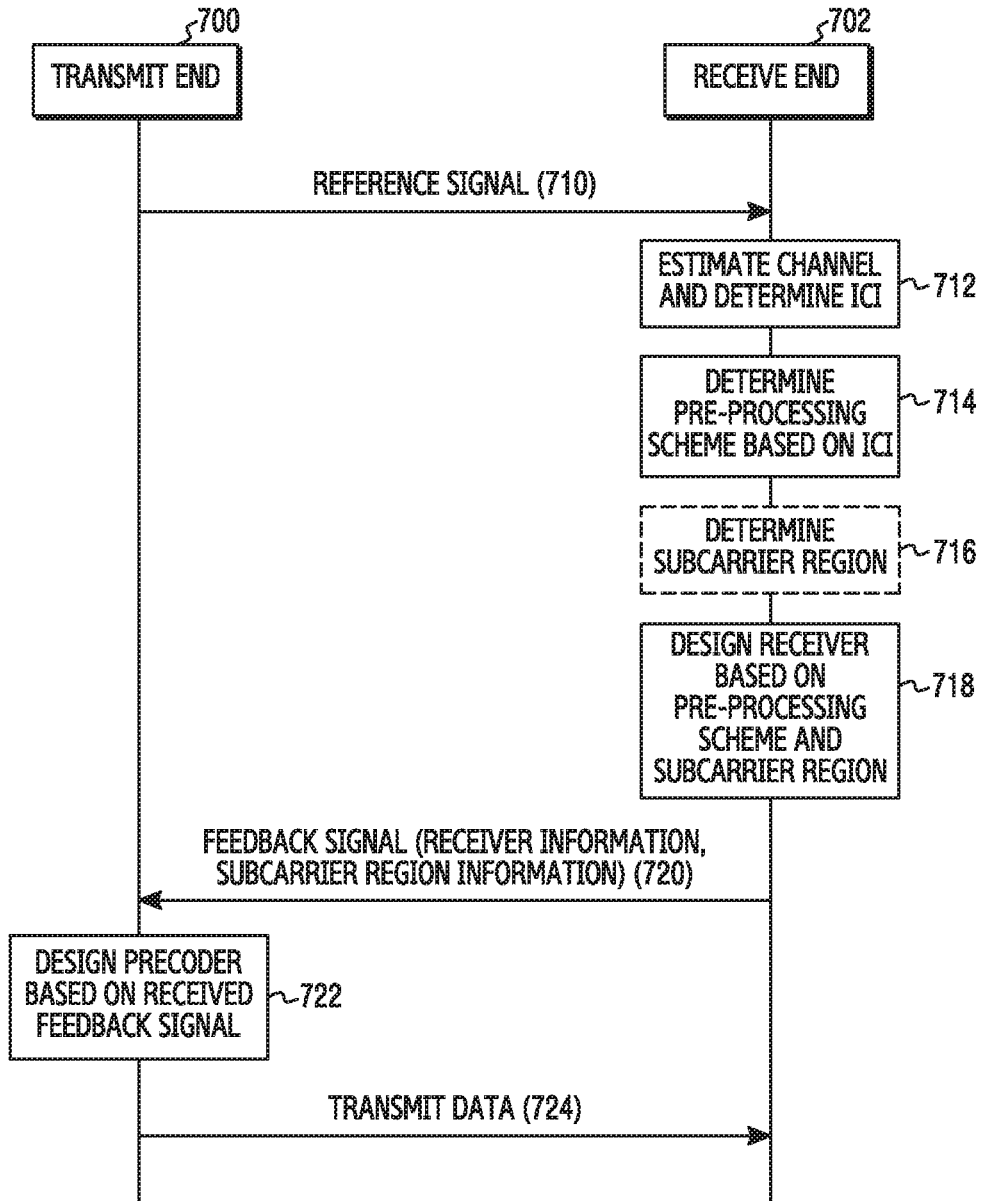 700
702
TRANSMIT END
RECEIVE END
REFERENCE SIGNAL (710)
ESTIMATE CHANNEL
AND DETERMINE ICI
712
DETERMINE
PRE-PROCESSING
SCHEME BASED ON ICI
714
DETERMINE
SUBCARRIER REGION
716
DESIGN RECEIVER
BASED ON
PRE-PROCESSING
SCHEME AND
SUBCARRIER REGION
718
FEEDBACK SIGNAL (RECEIVER INFORMATION,
SUBCARRIER REGION INFORMATION) (720)
DESIGN PRECODER
BASED ON RECEIVED
FEEDBACK SIGNAL
722
TRANSMIT DATA (724)